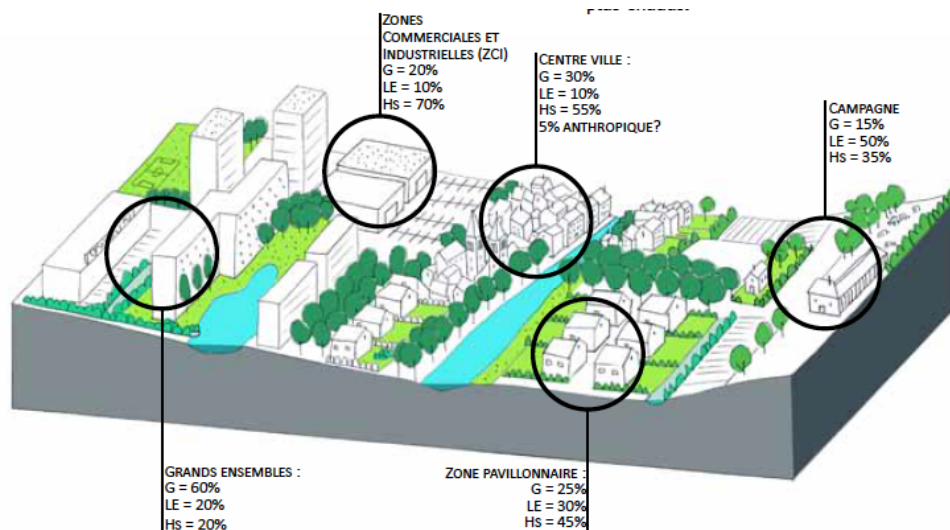 ZONES
COMMERCIALES ET
INDUSTRIELLES (ZCI)
G = 20%
LE = 10%
HS = 70%
CENTRE VILLE :
G = 30%
LE = 10%
HS = 55%
5% ANTHROPIQUE?
CAMPAGNE
G = 15%
LE = 50%
HS = 35%
GRANDS ENSEMBLES :
G = 60%
LE = 20%
HS = 20%
ZONE PAVILLONNAIRE :
G = 25%
LE = 30%
HS = 45%